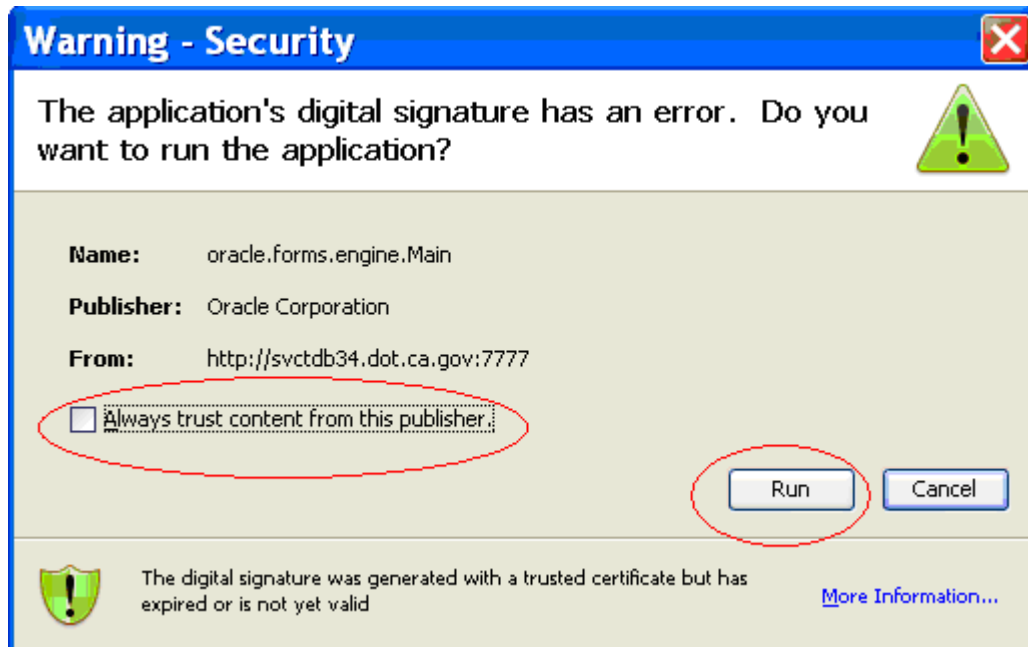 Warning - Security
The application's digital signature has an error. Do you
want to run the application?
Name: oracle.forms.engine.Main
Publisher: Oracle Corporation
From: http://svctdb34.dot.ca.gov:7777
Always trust content from this publisher.
Run Cancel
The digital signature was generated with a trusted certificate but has
expired or is not yet valid
More Information...